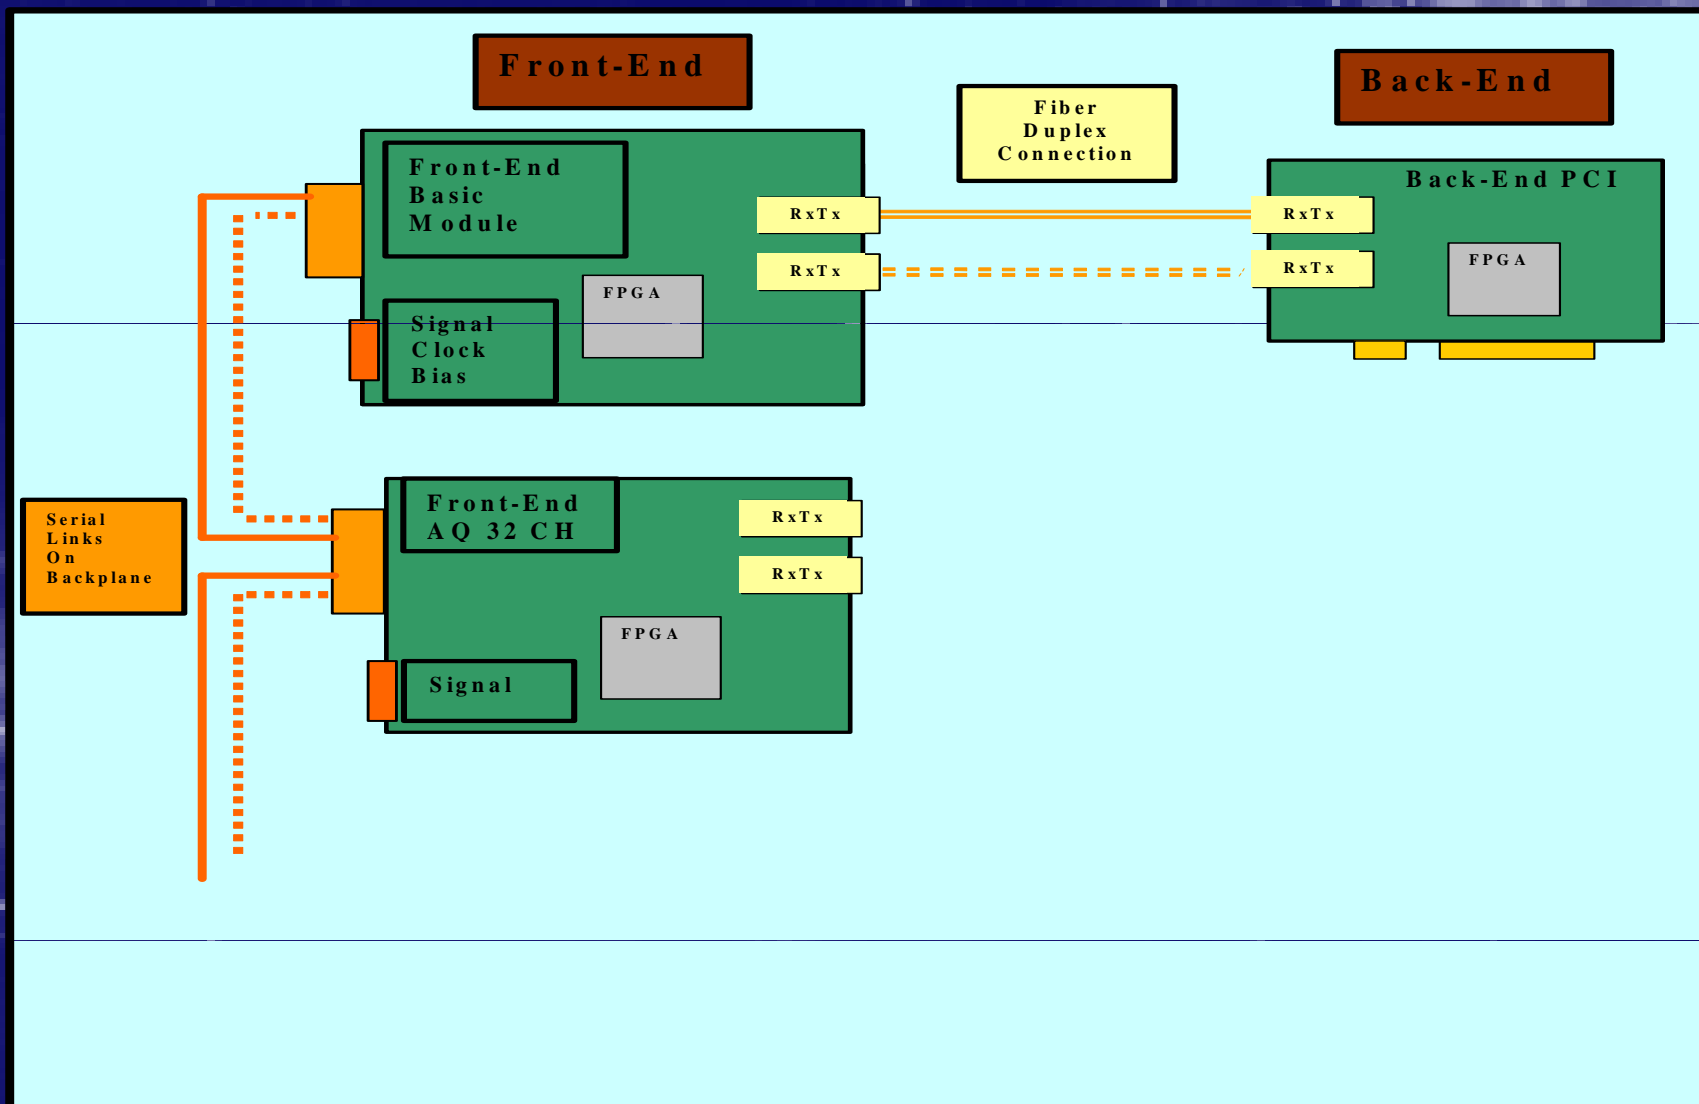 Front-End
Back-End
Fiber
Duplex
Connection
Front-End
Basic
Module
RxTx
RxTx
FPGA
Signal
Clock
Bias
Back-End PCI
RxTx
RxTx
FPGA
Serial
Links
On
Backplane
Front-End
AQ 32 CH
RxTx
RxTx
FPGA
Signal